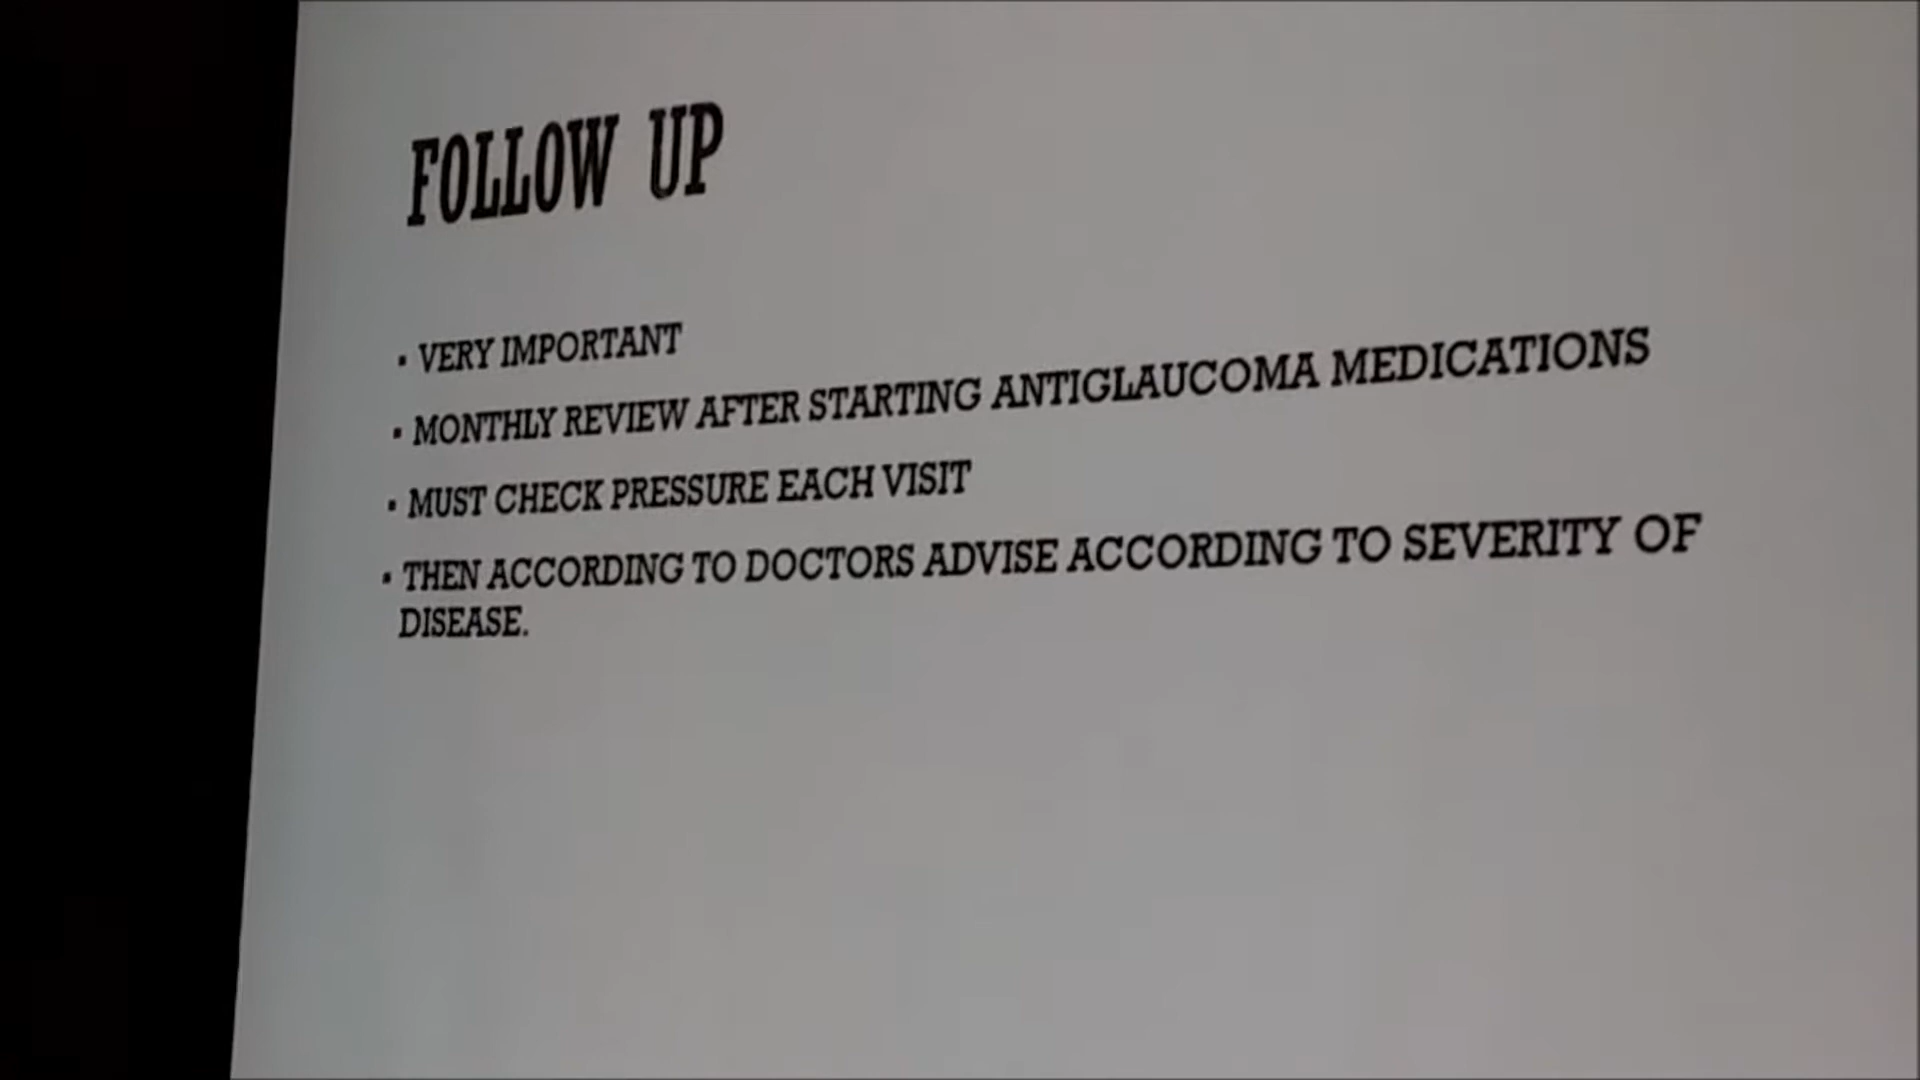 FOLLOW UP
▪ VERY IMPORTANT
▪ MONTHLY REVIEW AFTER STARTING ANTIGLAUCOMA MEDICATIONS
▪ MUST CHECK PRESSURE EACH VISIT
▪ THEN ACCORDING TO DOCTORS ADVISE ACCORDING TO SEVERITY OF
DISEASE.